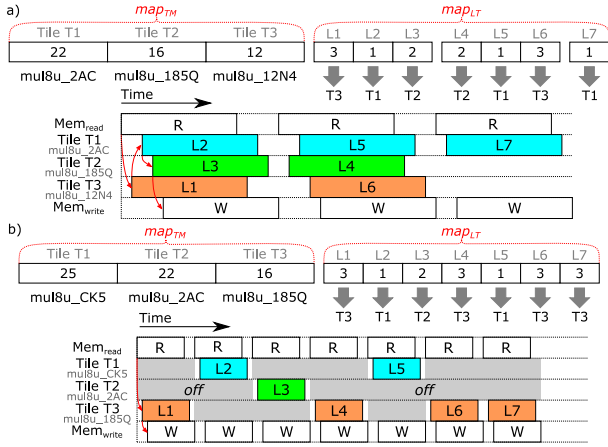 a)
map_TM
map_LT
Tile T1 Tile T2 Tile T3
L1 L2 L3 L4 L5 L6 L7
22 16 12
3 1 2 2 1 3 1
mul8u_2AC mul8u_185Q mul8u_12N4
T3 T1 T2 T2 T1 T3 T1
Time
Mem_read R R R
Tile T1 L2 L5 L7
mul8u_2AC
Tile T2 L3 L4
mul8u_185Q
Tile T3 L1 L6
mul8u_12N4
Mem_write W W W
b)
map_TM
map_LT
Tile T1 Tile T2 Tile T3
L1 L2 L3 L4 L5 L6 L7
25 22 16
3 1 2 3 1 3 3
mul8u_CK5 mul8u_2AC mul8u_185Q
T3 T1 T2 T3 T1 T3 T3
Time
Mem_read R R R R R R R
Tile T1 L2 L5
mul8u_CK5
Tile T2 off L3 off
mul8u_2AC
Tile T3 L1 L4 L6 L7
mul8u_185Q
Mem_write W W W W W W W